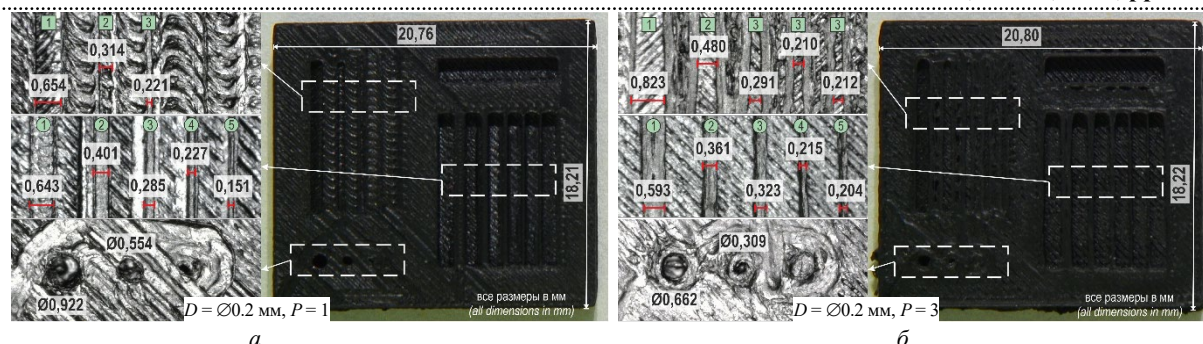 1 2 3
0,314
0,654
0,221
1 2 3 4 5
0,401
0,227
0,643
0,285
0,151
Ø0,554
Ø0,922
D = ∅0.2 мм, P = 1
20,76
18,21
все размеры в мм
(all dimensions in mm)
а
1 2 3 3 3
0,480
0,210
0,823
0,291
0,212
1 2 3 4 5
0,361
0,215
0,593
0,323
0,204
Ø0,309
Ø0,662
D = ∅0.2 мм, P = 3
20,80
18,22
все размеры в мм
(all dimensions in mm)
б